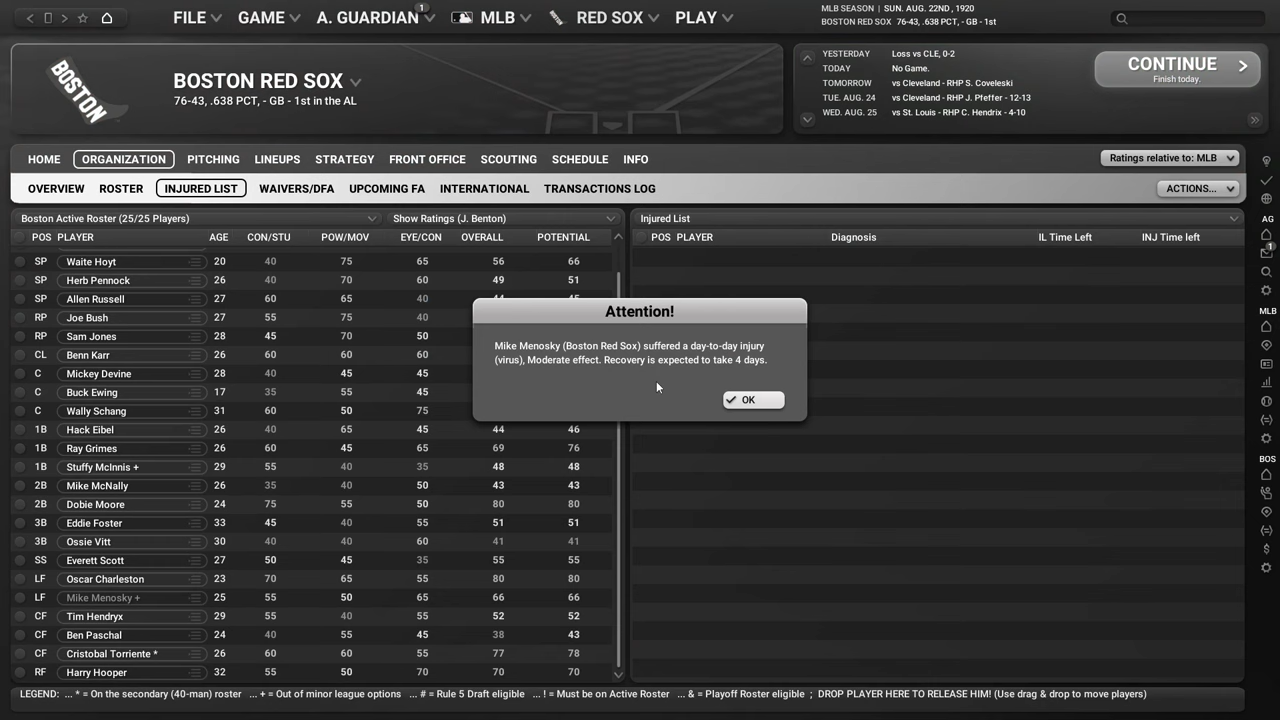 FILE GAME A. GUARDIAN 1 MLB RED SOX PLAY
MLB SEASON | SUN. AUG. 22ND , 1920
BOSTON RED SOX 76-43, .638 PCT, - GB - 1st
BOSTON
BOSTON RED SOX
76-43, .638 PCT, - GB - 1st in the AL
YESTERDAY Loss vs CLE, 0-2
TODAY No Game.
TOMORROW vs Cleveland - RHP S. Coveleski
TUE. AUG. 24 vs Cleveland - RHP J. Pfeffer - 12-13
WED. AUG. 25 vs St. Louis - RHP C. Hendrix - 4-10
CONTINUE
Finish today.
HOME ORGANIZATION PITCHING LINEUPS STRATEGY FRONT OFFICE SCOUTING SCHEDULE INFO
Ratings relative to: MLB
OVERVIEW ROSTER INJURED LIST WAIVERS/DFA UPCOMING FA INTERNATIONAL TRANSACTIONS LOG
ACTIONS...
Boston Active Roster (25/25 Players) Show Ratings (J. Benton) Injured List
POS PLAYER AGE CON/STU POW/MOV EYE/CON OVERALL POTENTIAL
POS PLAYER Diagnosis IL Time Left INJ Time left
SP Waite Hoyt 20 40 75 65 56 66
SP Herb Pennock 26 40 70 60 49 51
SP Allen Russell 27 60 65 40 44 45
RP Joe Bush 27 55 75 40
RP Sam Jones 28 45 70 50
CL Benn Karr 26 60 60 60
C Mickey Devine 28 40 45 45
C Buck Ewing 17 35 55 45
C Wally Schang 31 60 50 75
1B Hack Eibel 26 40 65 45 44 46
1B Ray Grimes 26 60 45 65 69 76
1B Stuffy McInnis + 29 55 40 35 48 48
2B Mike McNally 26 35 40 50 43 43
2B Dobie Moore 24 75 55 50 80 80
3B Eddie Foster 33 45 40 55 51 51
3B Ossie Vitt 30 40 40 60 41 41
SS Everett Scott 27 50 45 35 55 55
LF Oscar Charleston 23 70 65 55 80 80
LF Mike Menosky + 25 55 50 65 66 66
CF Tim Hendryx 29 55 40 55 52 52
CF Ben Paschal 24 40 55 45 38 43
CF Cristobal Torriente * 26 60 60 55 77 78
RF Harry Hooper 32 55 50 70 70 70
Attention!
Mike Menosky (Boston Red Sox) suffered a day-to-day injury
(virus), Moderate effect. Recovery is expected to take 4 days.
OK
AG
1
MLB
BOS
LEGEND: ... * = On the secondary (40-man) roster ... + = Out of minor league options ... # = Rule 5 Draft eligible ... ! = Must be on Active Roster ... & = Playoff Roster eligible ; DROP PLAYER HERE TO RELEASE HIM! (Use drag & drop to move players)